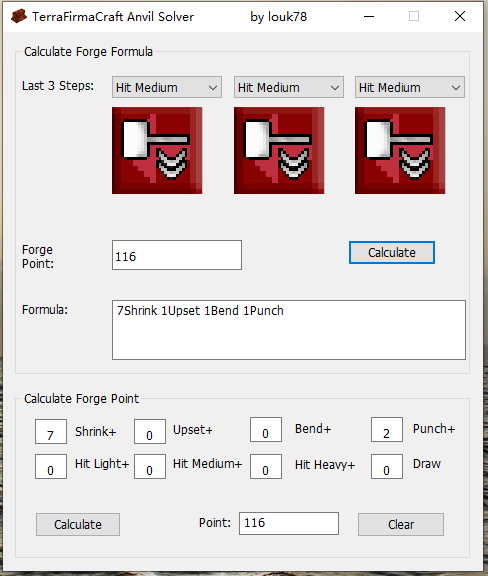 TerraFirmaCraft Anvil Solver by louk78
Calculate Forge Formula
Last 3 Steps: Hit Medium Hit Medium Hit Medium
Forge Point: 116 Calculate
Formula: 7Shrink 1Upset 1Bend 1Punch
Calculate Forge Point
7 Shrink+ 0 Upset+ 0 Bend+ 2 Punch+
0 Hit Light+ 0 Hit Medium+ 0 Hit Heavy+ 0 Draw
Calculate Point: 116 Clear